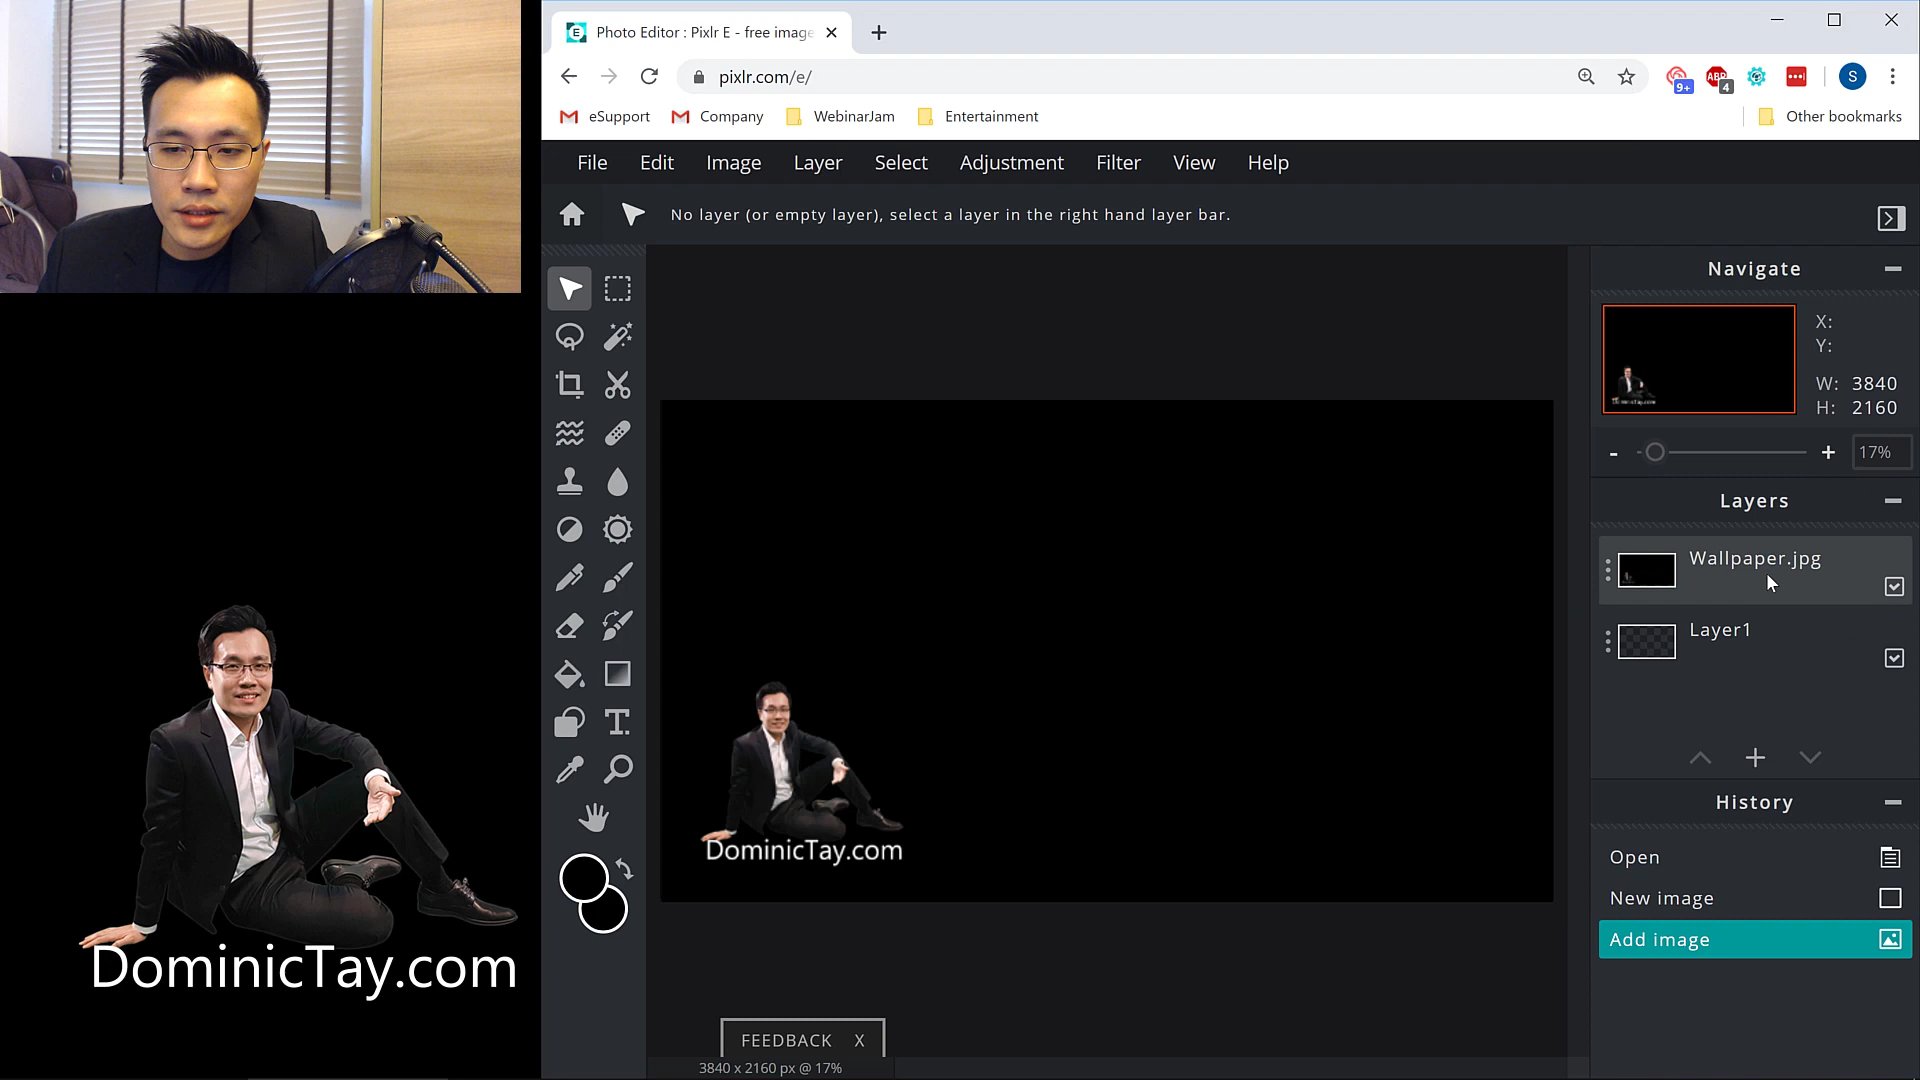 Photo Editor : Pixlr E - free image
pixlr.com/e/
9+
ABP
4
S
eSupport
Company
WebinarJam
Entertainment
Other bookmarks
File
Edit
Image
Layer
Select
Adjustment
Filter
View
Help
No layer (or empty layer), select a layer in the right hand layer bar.
Navigate
X:
Y:
W: 3840
H: 2160
- + 17%
Layers
Wallpaper.jpg
Layer1
History
Open
New image
Add image
DominicTay.com
DominicTay.com
FEEDBACK X
3840 x 2160 px @ 17%